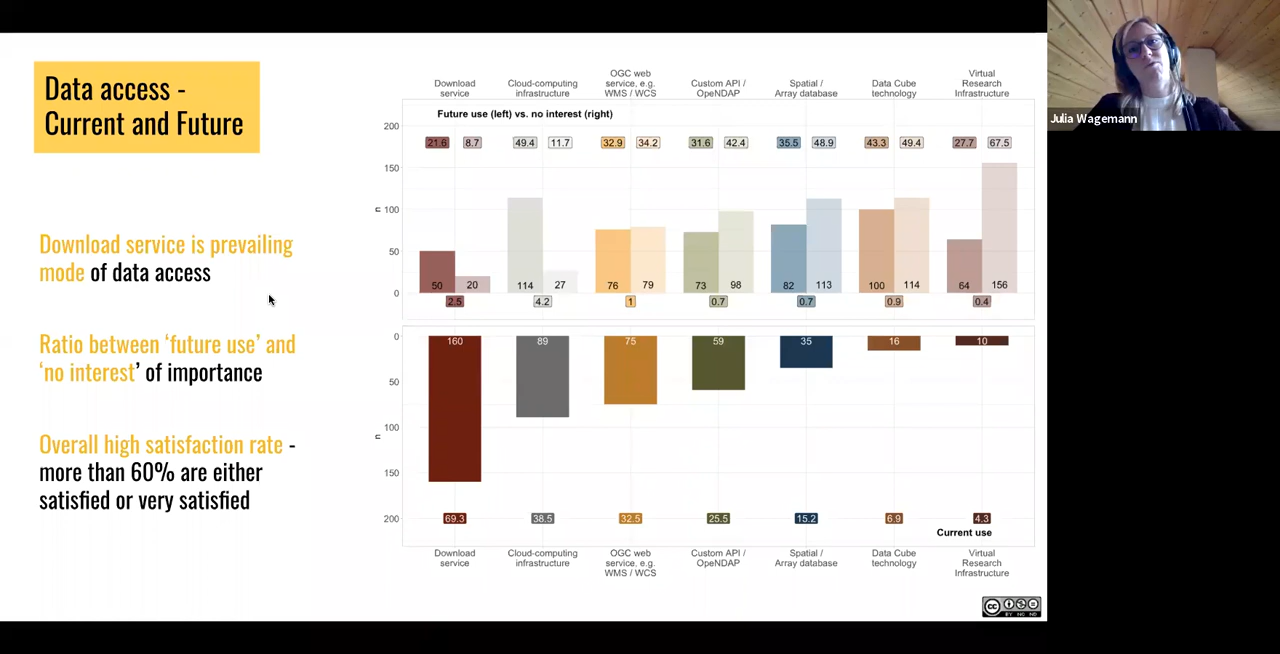 Data access -
Current and Future
Download service is prevailing
mode of data access
Ratio between ‘future use’ and
‘no interest’ of importance
Overall high satisfaction rate -
more than 60% are either
satisfied or very satisfied
Download
service
Cloud-computing
infrastructure
OGC web
service, e.g.
WMS / WCS
Custom API /
OpeNDAP
Spatial /
Array database
Data Cube
technology
Virtual
Research
Infrastructure
Future use (left) vs. no interest (right)
200
150
100
50
0
n
21.6 8.7 49.4 11.7 32.9 34.2 31.6 42.4 35.5 48.9 43.3 49.4 27.7 67.5
50 20 114 27 76 79 73 98 82 113 100 114 64 156
2.5 4.2 1 0.7 0.7 0.9 0.4
0
50
100
150
200
n
160 89 75 59 35 16 10
69.3 38.5 32.5 25.5 15.2 6.9 4.3
Current use
Download
service
Cloud-computing
infrastructure
OGC web
service, e.g.
WMS / WCS
Custom API /
OpeNDAP
Spatial /
Array database
Data Cube
technology
Virtual
Research
Infrastructure
CC
BY NC ND
Julia Wagemann